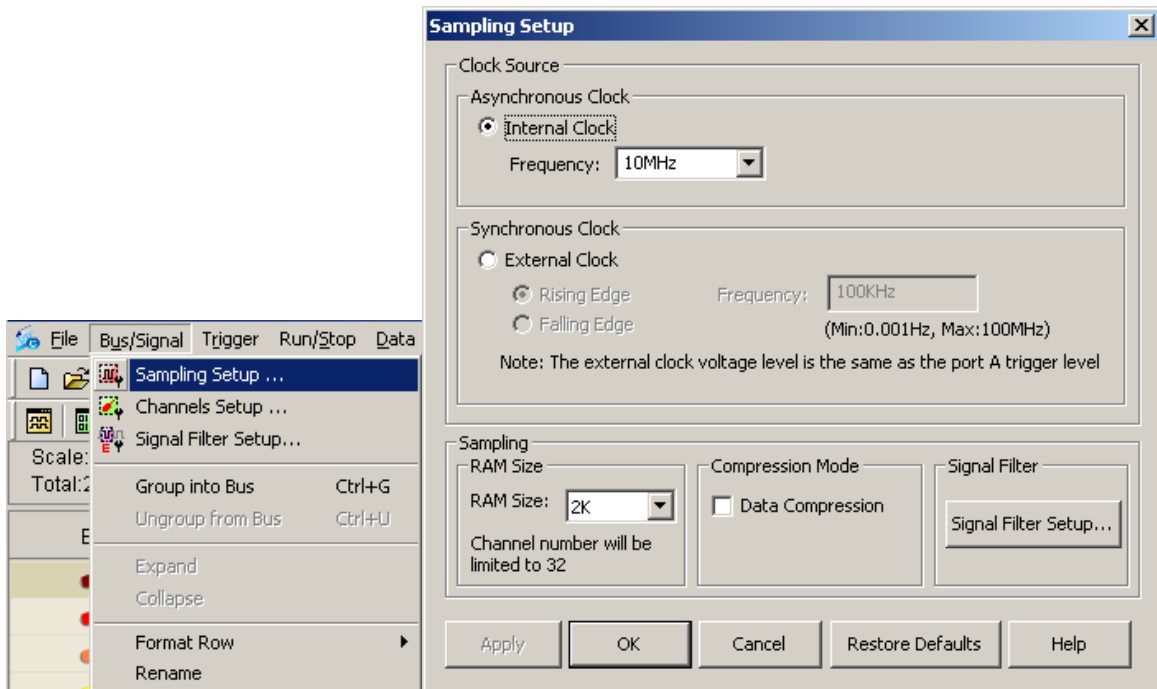 File Bus/Signal Trigger Run/Stop Data
Sampling Setup ...
Channels Setup ...
Signal Filter Setup...
Scale:
Total:2
Group into Bus Ctrl+G
Ungroup from Bus Ctrl+U
Expand
Collapse
Format Row
Rename
Sampling Setup
Clock Source
Asynchronous Clock
Internal Clock
Frequency: 10MHz
Synchronous Clock
External Clock
Rising Edge Frequency: 100KHz
Falling Edge (Min:0.001Hz, Max:100MHz)
Note: The external clock voltage level is the same as the port A trigger level
Sampling
RAM Size Compression Mode Signal Filter
RAM Size: 2K Data Compression Signal Filter Setup...
Channel number will be
limited to 32
Apply OK Cancel Restore Defaults Help